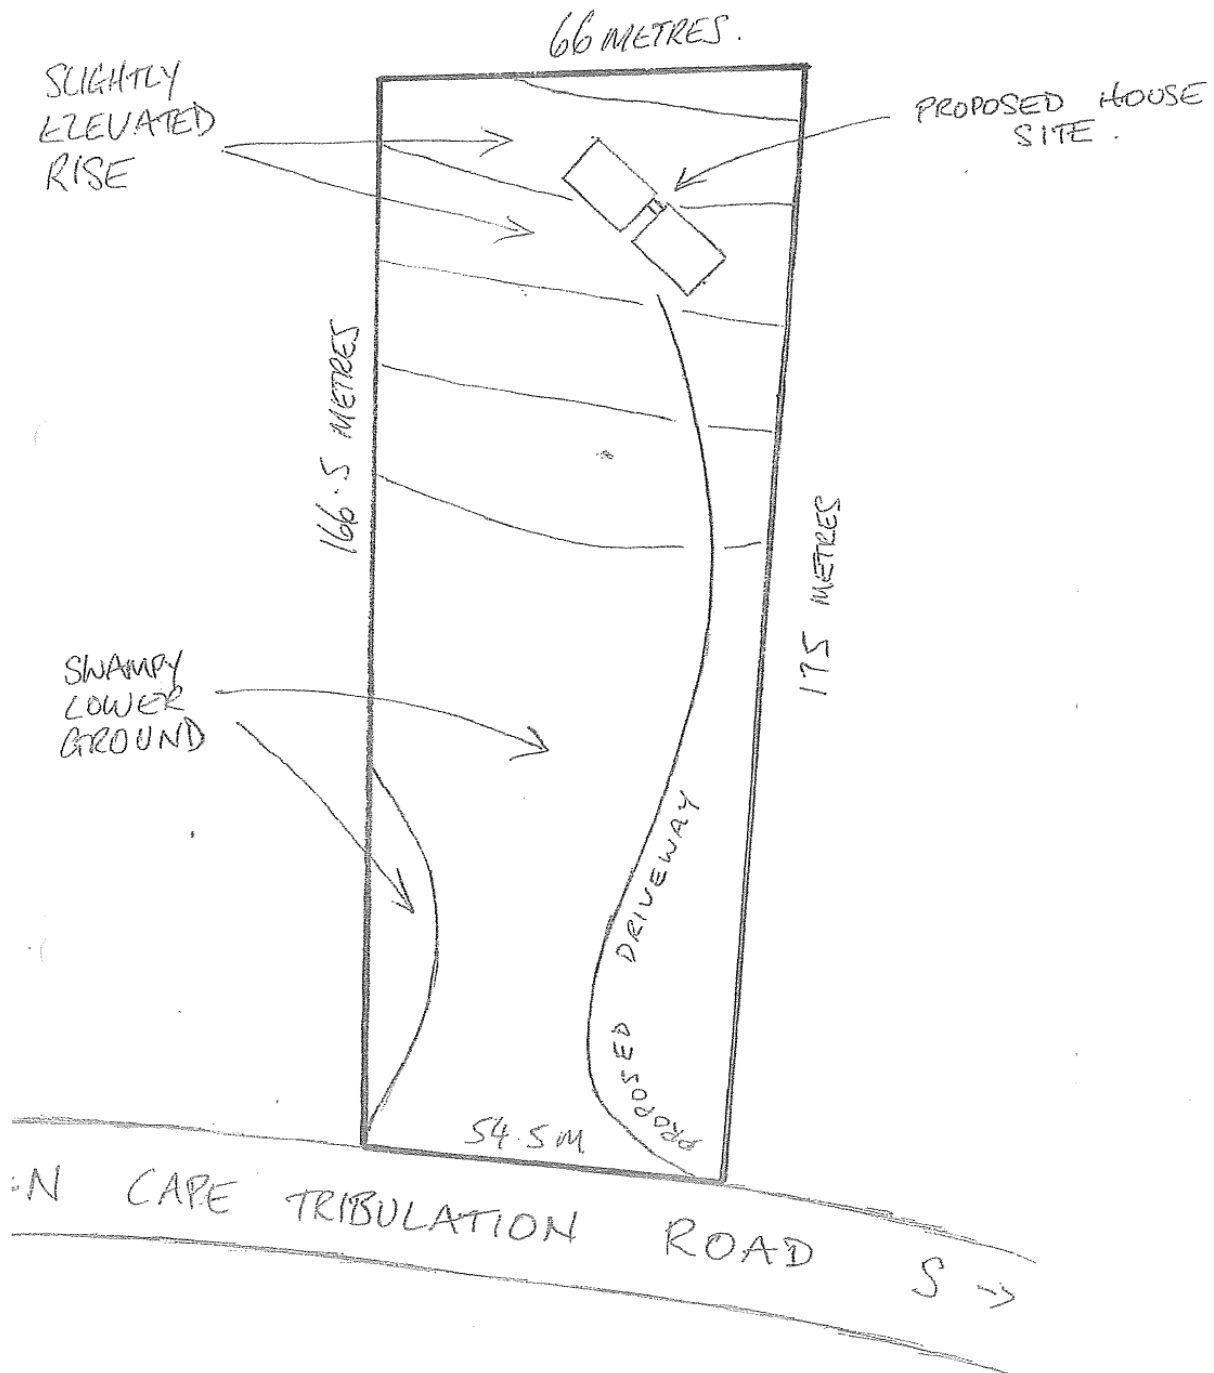 66 METRES.
SLIGHTLY
ELEVATED
RISE
PROPOSED HOUSE
SITE.
166.5 METRES
175 METRES
SWAMPY
LOWER
GROUND
PROPOSED DRIVEWAY
54.5 M
:N CAPE TRIBULATION ROAD S →